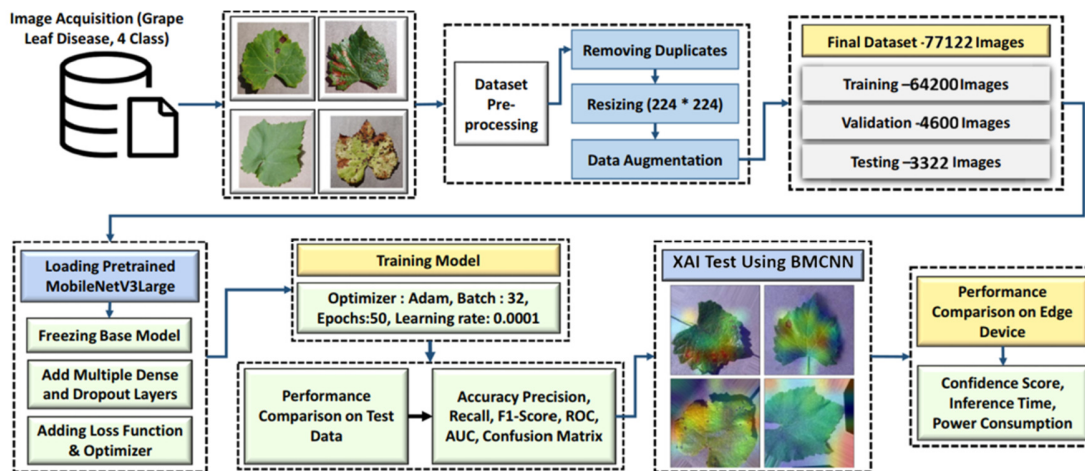 Image Acquisition (Grape
Leaf Disease, 4 Class)
Dataset
Pre-
processing
Removing Duplicates
Resizing (224 * 224)
Data Augmentation
Final Dataset -77122 Images
Training –64200 Images
Validation -4600 Images
Testing –3322 Images
Loading Pretrained
MobileNetV3Large
Freezing Base Model
Add Multiple Dense
and Dropout Layers
Adding Loss Function
& Optimizer
Training Model
Optimizer : Adam, Batch : 32,
Epochs:50, Learning rate: 0.0001
Performance
Comparison on Test
Data
Accuracy Precision,
Recall, F1-Score, ROC,
AUC, Confusion Matrix
XAI Test Using BMCNN
Performance
Comparison on Edge
Device
Confidence Score,
Inference Time,
Power Consumption